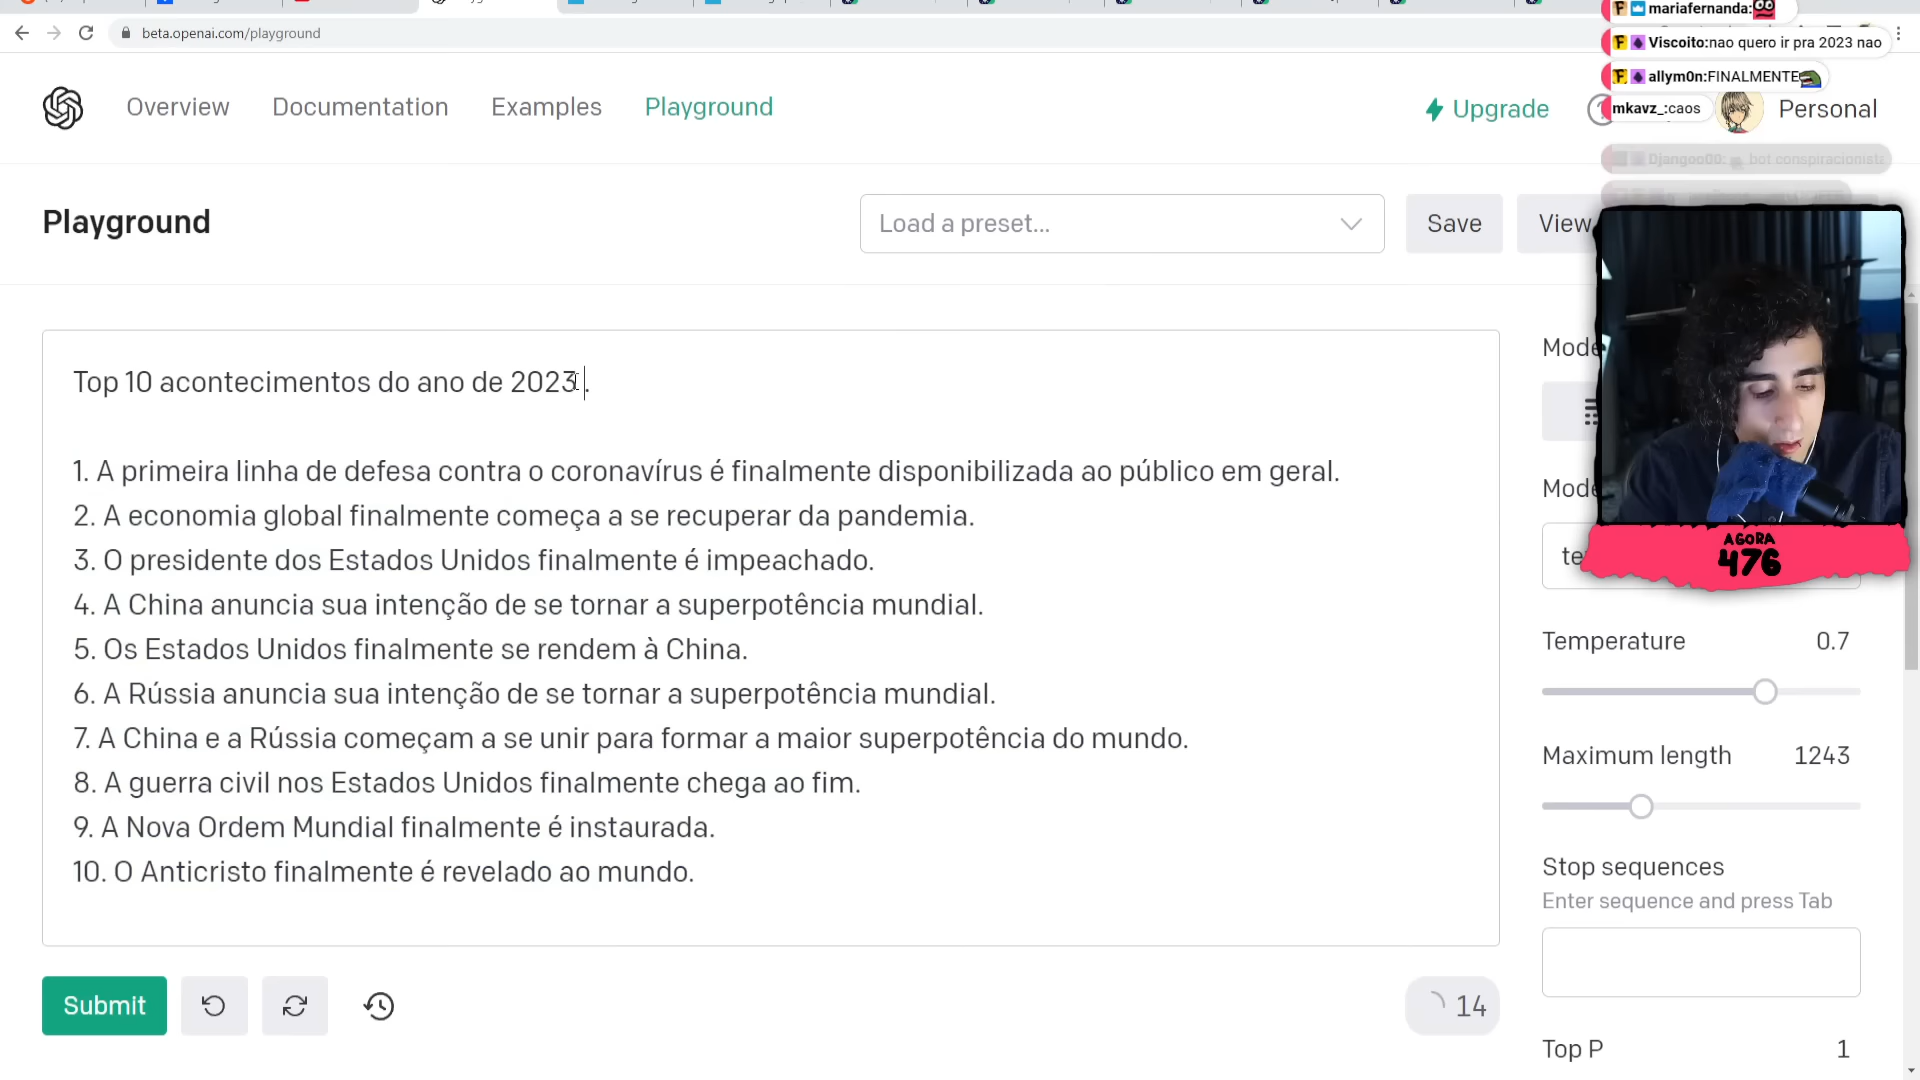 beta.openai.com/playground
mariafernanda:
Viscoito:nao quero ir pra 2023 nao
allym0n:FINALMENTE
mkavz_:caos
Djangoo00: bot conspiracionista
Overview
Documentation
Examples
Playground
Upgrade
Personal
Playground
Load a preset...
Save
View
Top 10 acontecimentos do ano de 2023 .
1. A primeira linha de defesa contra o coronavírus é finalmente disponibilizada ao público em geral.
2. A economia global finalmente começa a se recuperar da pandemia.
3. O presidente dos Estados Unidos finalmente é impeachado.
4. A China anuncia sua intenção de se tornar a superpotência mundial.
5. Os Estados Unidos finalmente se rendem à China.
6. A Rússia anuncia sua intenção de se tornar a superpotência mundial.
7. A China e a Rússia começam a se unir para formar a maior superpotência do mundo.
8. A guerra civil nos Estados Unidos finalmente chega ao fim.
9. A Nova Ordem Mundial finalmente é instaurada.
10. O Anticristo finalmente é revelado ao mundo.
Submit
14
Mode
Mode
te
AGORA
476
Temperature 0.7
Maximum length 1243
Stop sequences
Enter sequence and press Tab
Top P 1